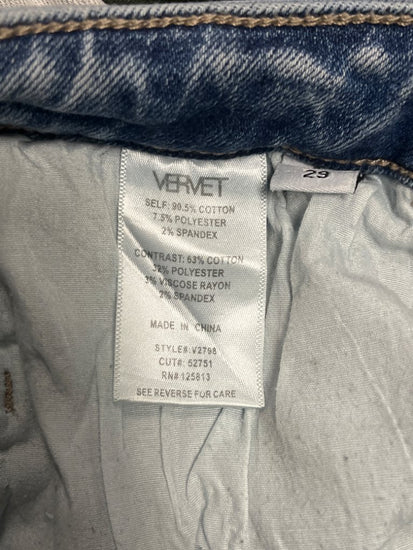 VERVET
29
SELF: 90.5% COTTON
7.5% POLYESTER
2% SPANDEX
CONTRAST: 63% COTTON
32% POLYESTER
3% VISCOSE RAYON
2% SPANDEX
MADE IN CHINA
STYLE#: V2798
CUT#: 52751
RN#:125813
SEE REVERSE FOR CARE